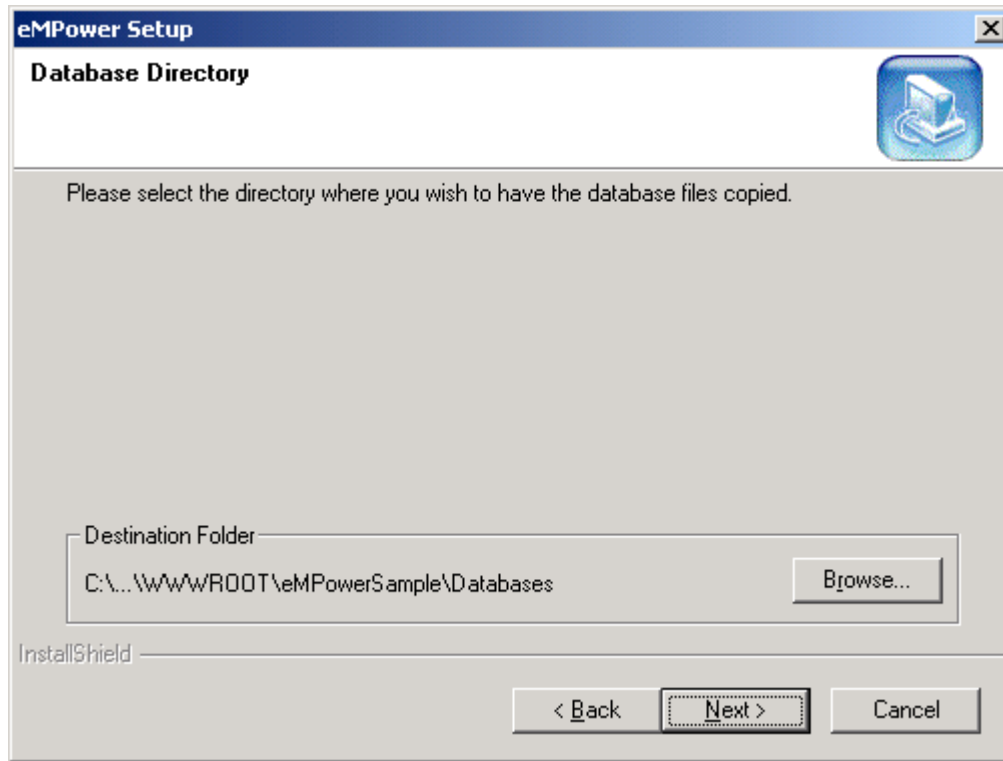 eMPower Setup
Database Directory
Please select the directory where you wish to have the database files copied.
Destination Folder
C:\...\WWWROOT\eMPowerSample\Databases
Browse...
InstallShield
< Back
Next >
Cancel